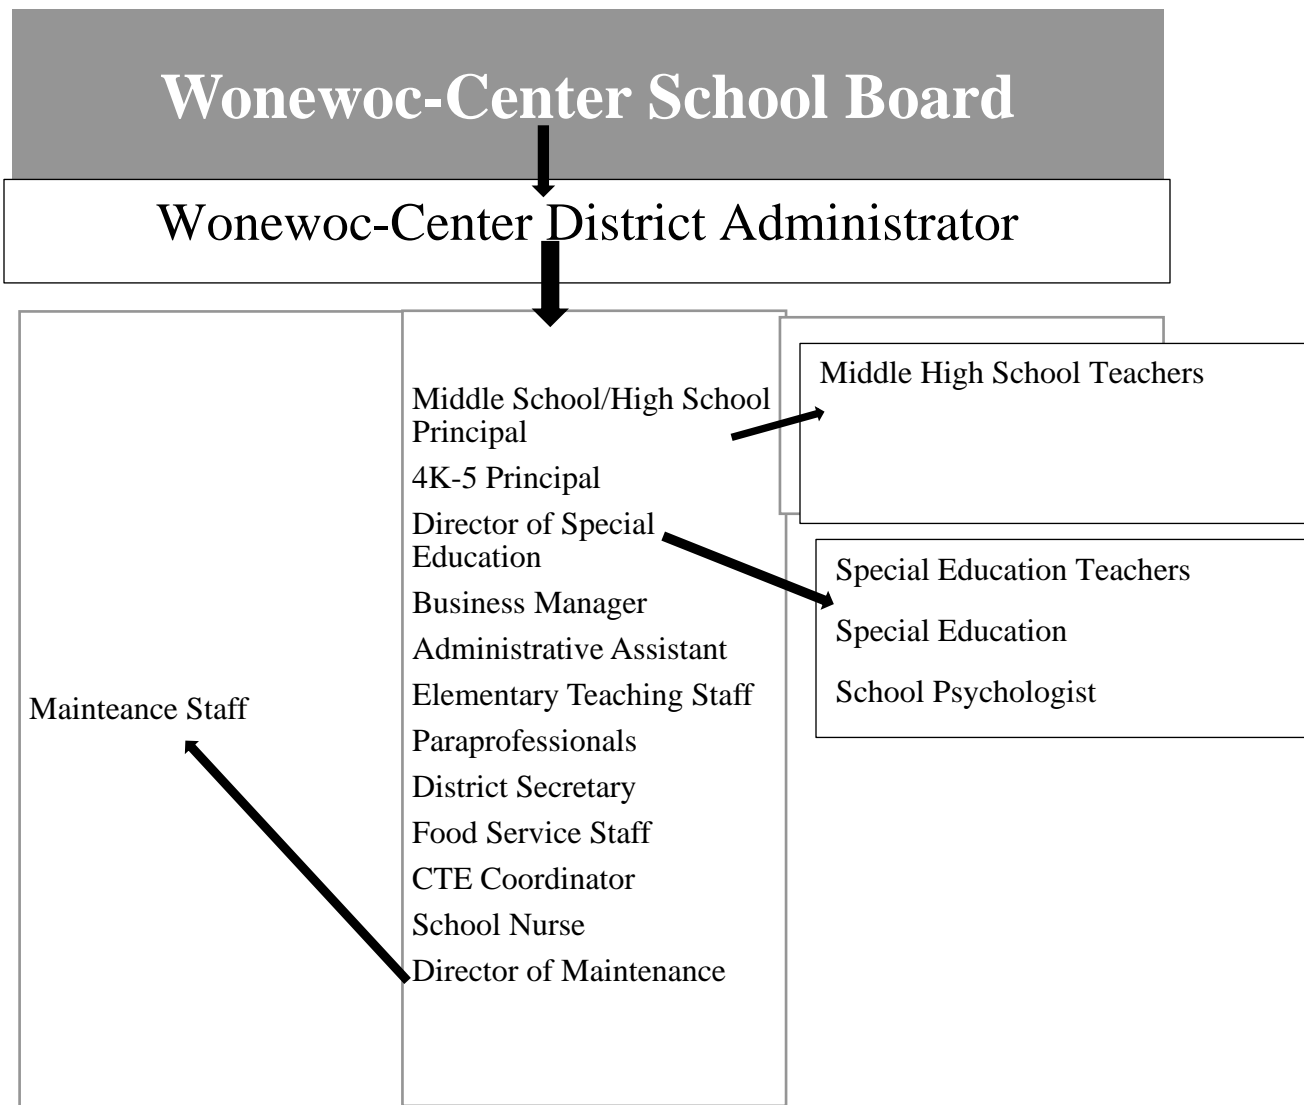 Wonewoc-Center School Board
Wonewoc-Center District Administrator
Mainteance Staff
Middle School/High School
Principal
4K-5 Principal
Director of Special
Education
Business Manager
Administrative Assistant
Elementary Teaching Staff
Paraprofessionals
District Secretary
Food Service Staff
CTE Coordinator
School Nurse
Director of Maintenance
Middle High School Teachers
Special Education Teachers
Special Education
School Psychologist